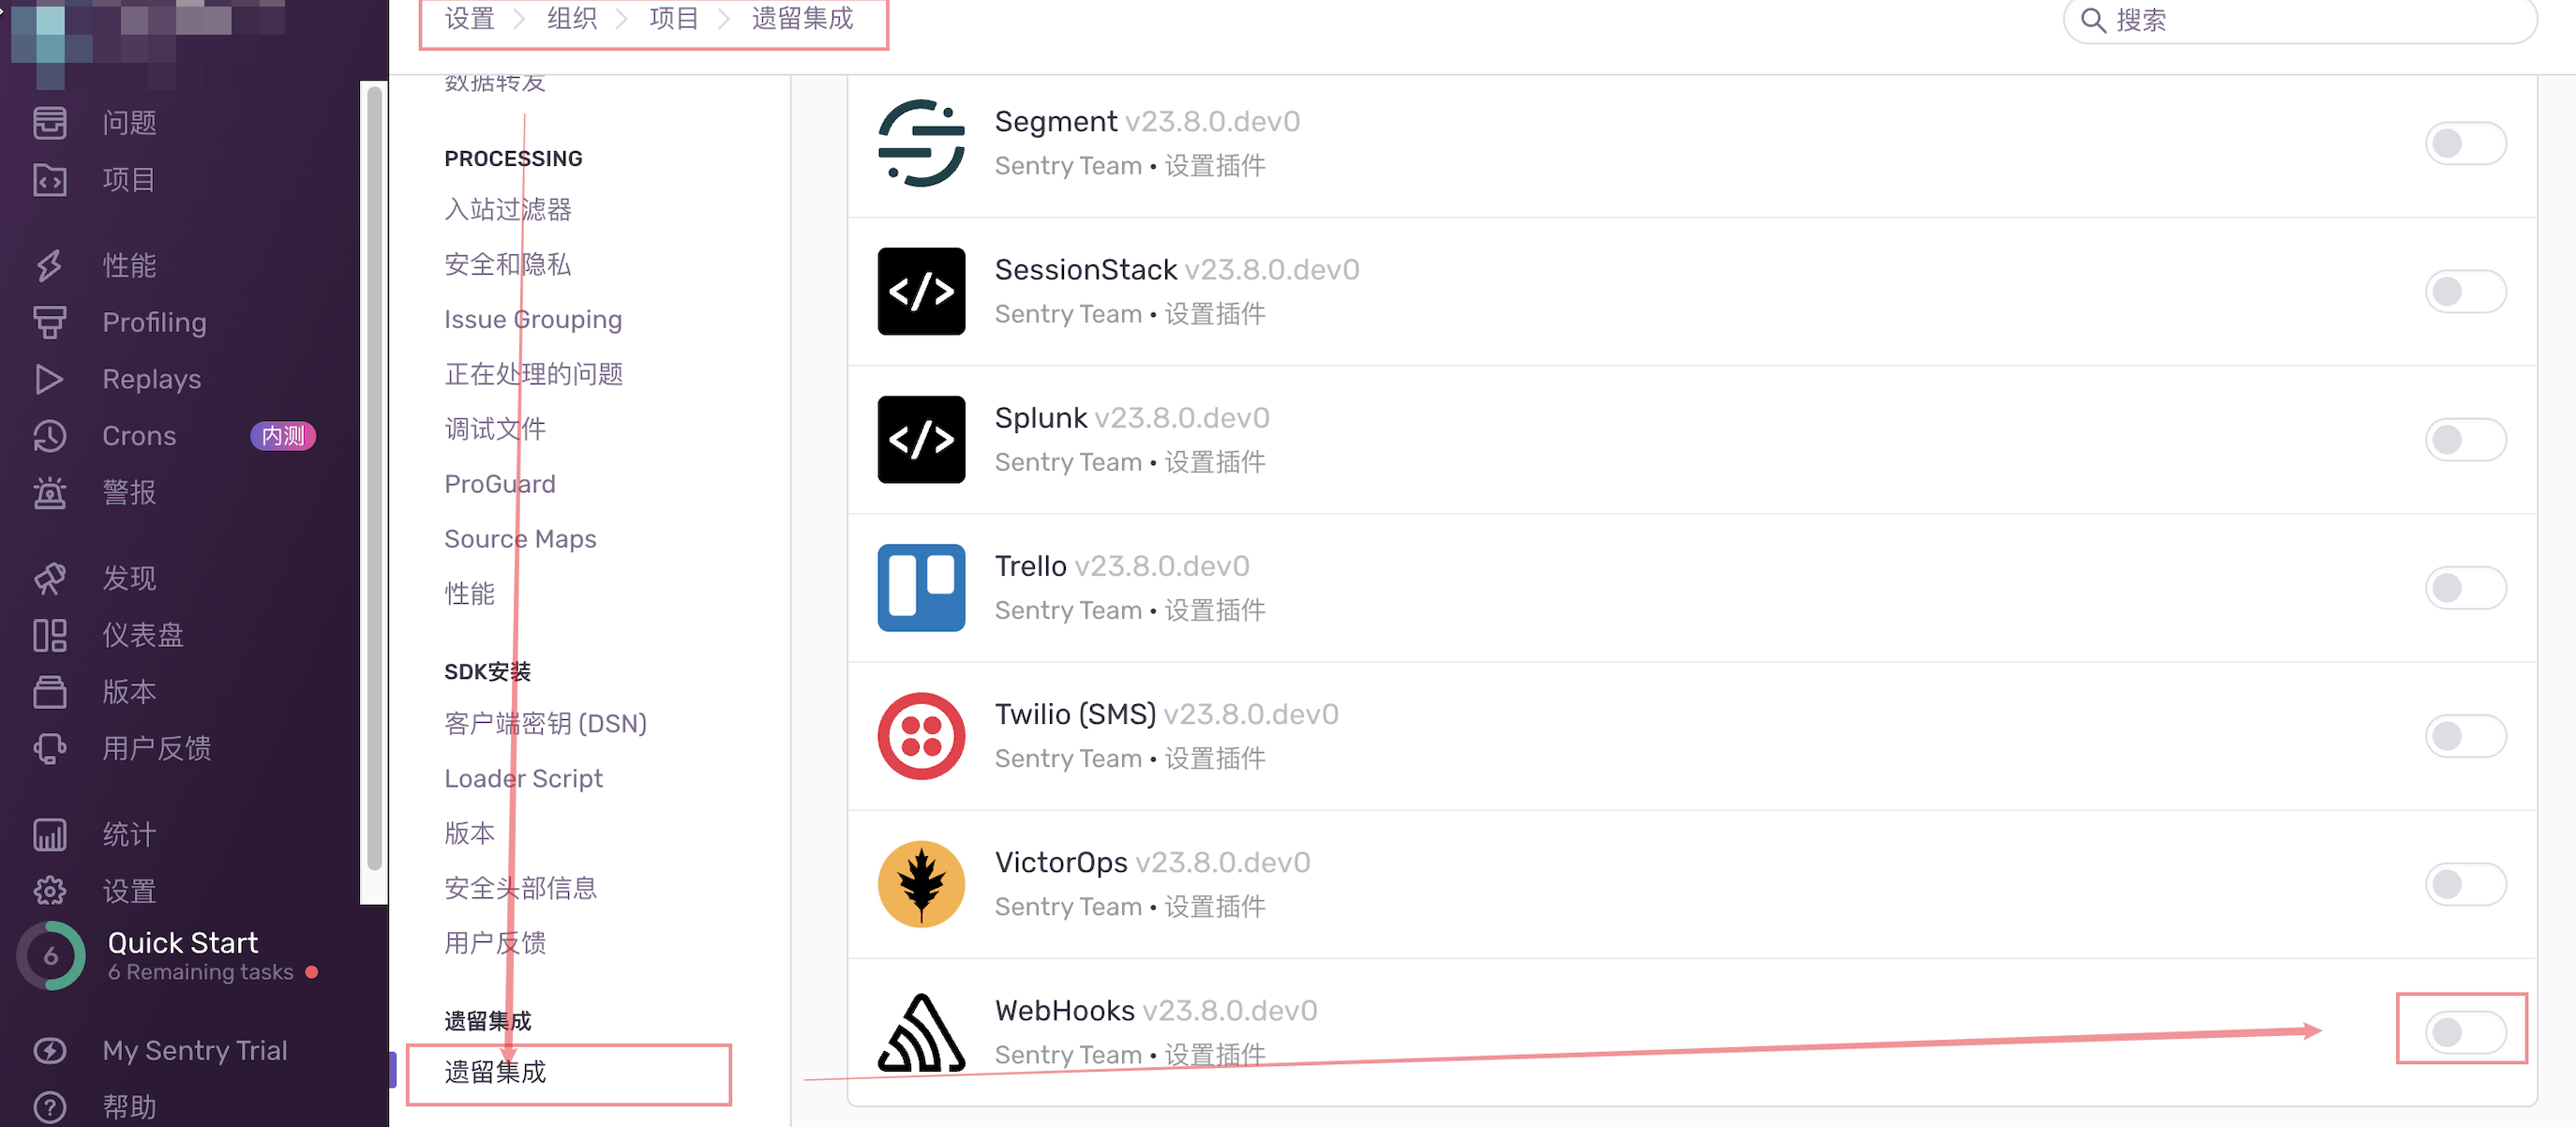 设置 > 组织 > 项目 > 遗留集成
搜索
问题
项目
性能
Profiling
Replays
Crons 内测
警报
发现
仪表盘
版本
用户反馈
统计
设置
6
Quick Start
6 Remaining tasks
My Sentry Trial
帮助
数据转发
PROCESSING
入站过滤器
安全和隐私
Issue Grouping
正在处理的问题
调试文件
ProGuard
Source Maps
性能
SDK安装
客户端密钥 (DSN)
Loader Script
版本
安全头部信息
用户反馈
遗留集成
遗留集成
Segment v23.8.0.dev0
Sentry Team • 设置插件
SessionStack v23.8.0.dev0
Sentry Team • 设置插件
Splunk v23.8.0.dev0
Sentry Team • 设置插件
Trello v23.8.0.dev0
Sentry Team • 设置插件
Twilio (SMS) v23.8.0.dev0
Sentry Team • 设置插件
VictorOps v23.8.0.dev0
Sentry Team • 设置插件
WebHooks v23.8.0.dev0
Sentry Team • 设置插件